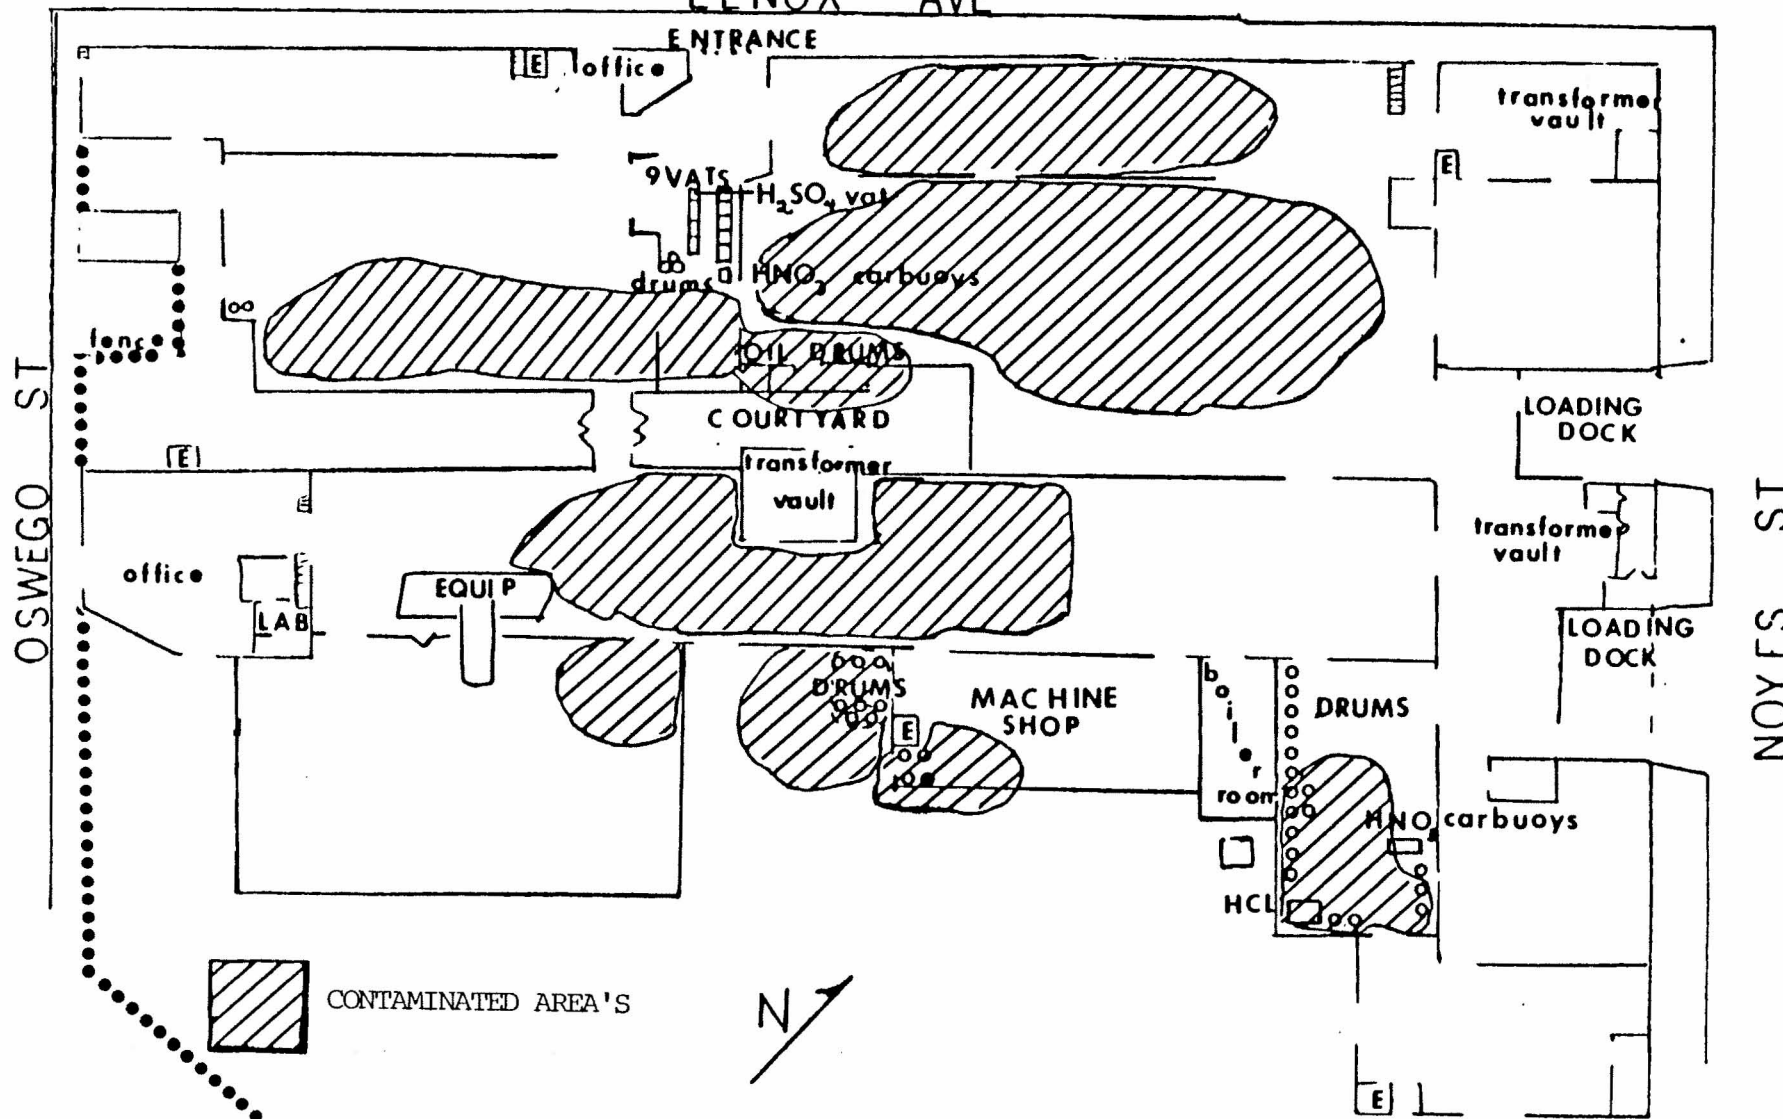 LENOX AVE
ENTRANCE
E
office
transformer
vault
E
9 VATS
H₂SO₄ vat
drums
HNO₃ carbuoys
fence
OIL DRUMS
COURTYARD
LOADING
DOCK
E
transformer
vault
OSWEGO ST
NOYES ST
transforme
vault
office
EQUIP
LAB
LOADING
DOCK
DRUMS
MACHINE
SHOP
E
boiler
room
DRUMS
HNO₃ carbuoys
HCL
CONTAMINATED AREA'S
N
E